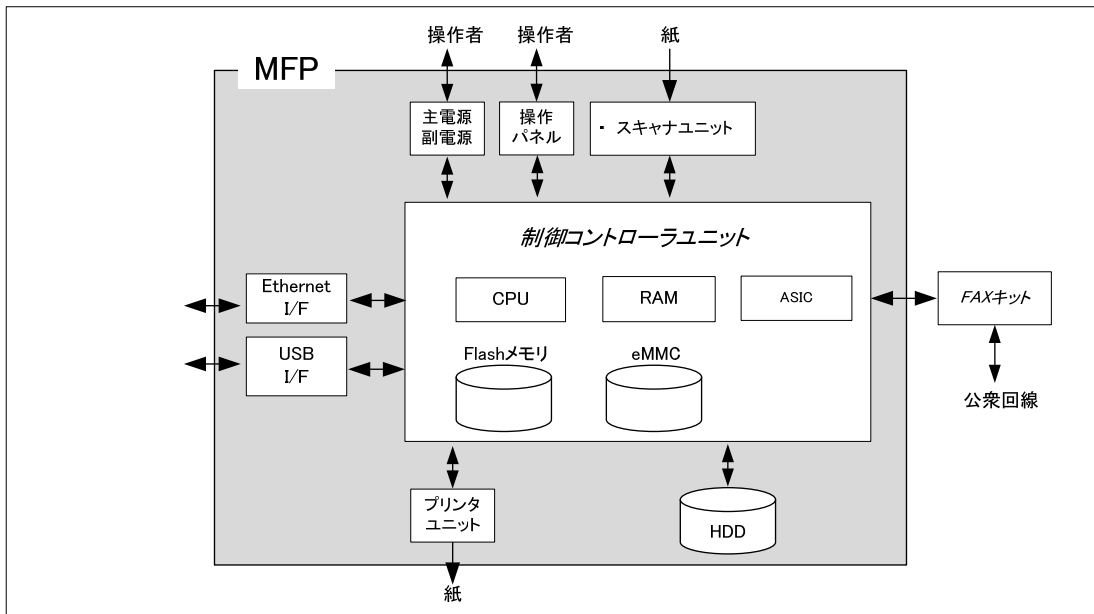 操作者
操作者
紙
MFP
主電源
副電源
操作
パネル
・ スキャナユニット
制御コントローラユニット
Ethernet
I/F
CPU
RAM
ASIC
FAXキット
USB
I/F
Flashメモリ
eMMC
公衆回線
プリンタ
ユニット
HDD
紙